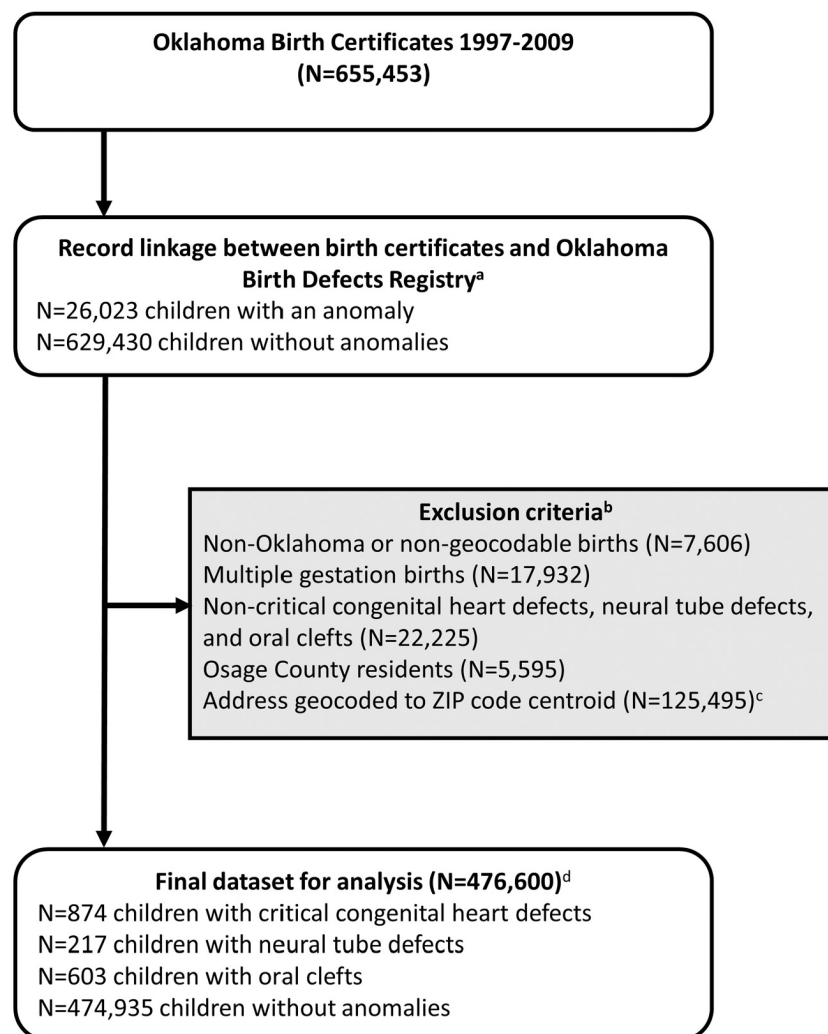 Oklahoma Birth Certificates 1997-2009
(N=655,453)
Record linkage between birth certificates and Oklahoma
Birth Defects Registryᵃ
N=26,023 children with an anomaly
N=629,430 children without anomalies
Exclusion criteriaᵇ
Non-Oklahoma or non-geocodable births (N=7,606)
Multiple gestation births (N=17,932)
Non-critical congenital heart defects, neural tube defects,
and oral clefts (N=22,225)
Osage County residents (N=5,595)
Address geocoded to ZIP code centroid (N=125,495)ᶜ
Final dataset for analysis (N=476,600)ᵈ
N=874 children with critical congenital heart defects
N=217 children with neural tube defects
N=603 children with oral clefts
N=474,935 children without anomalies